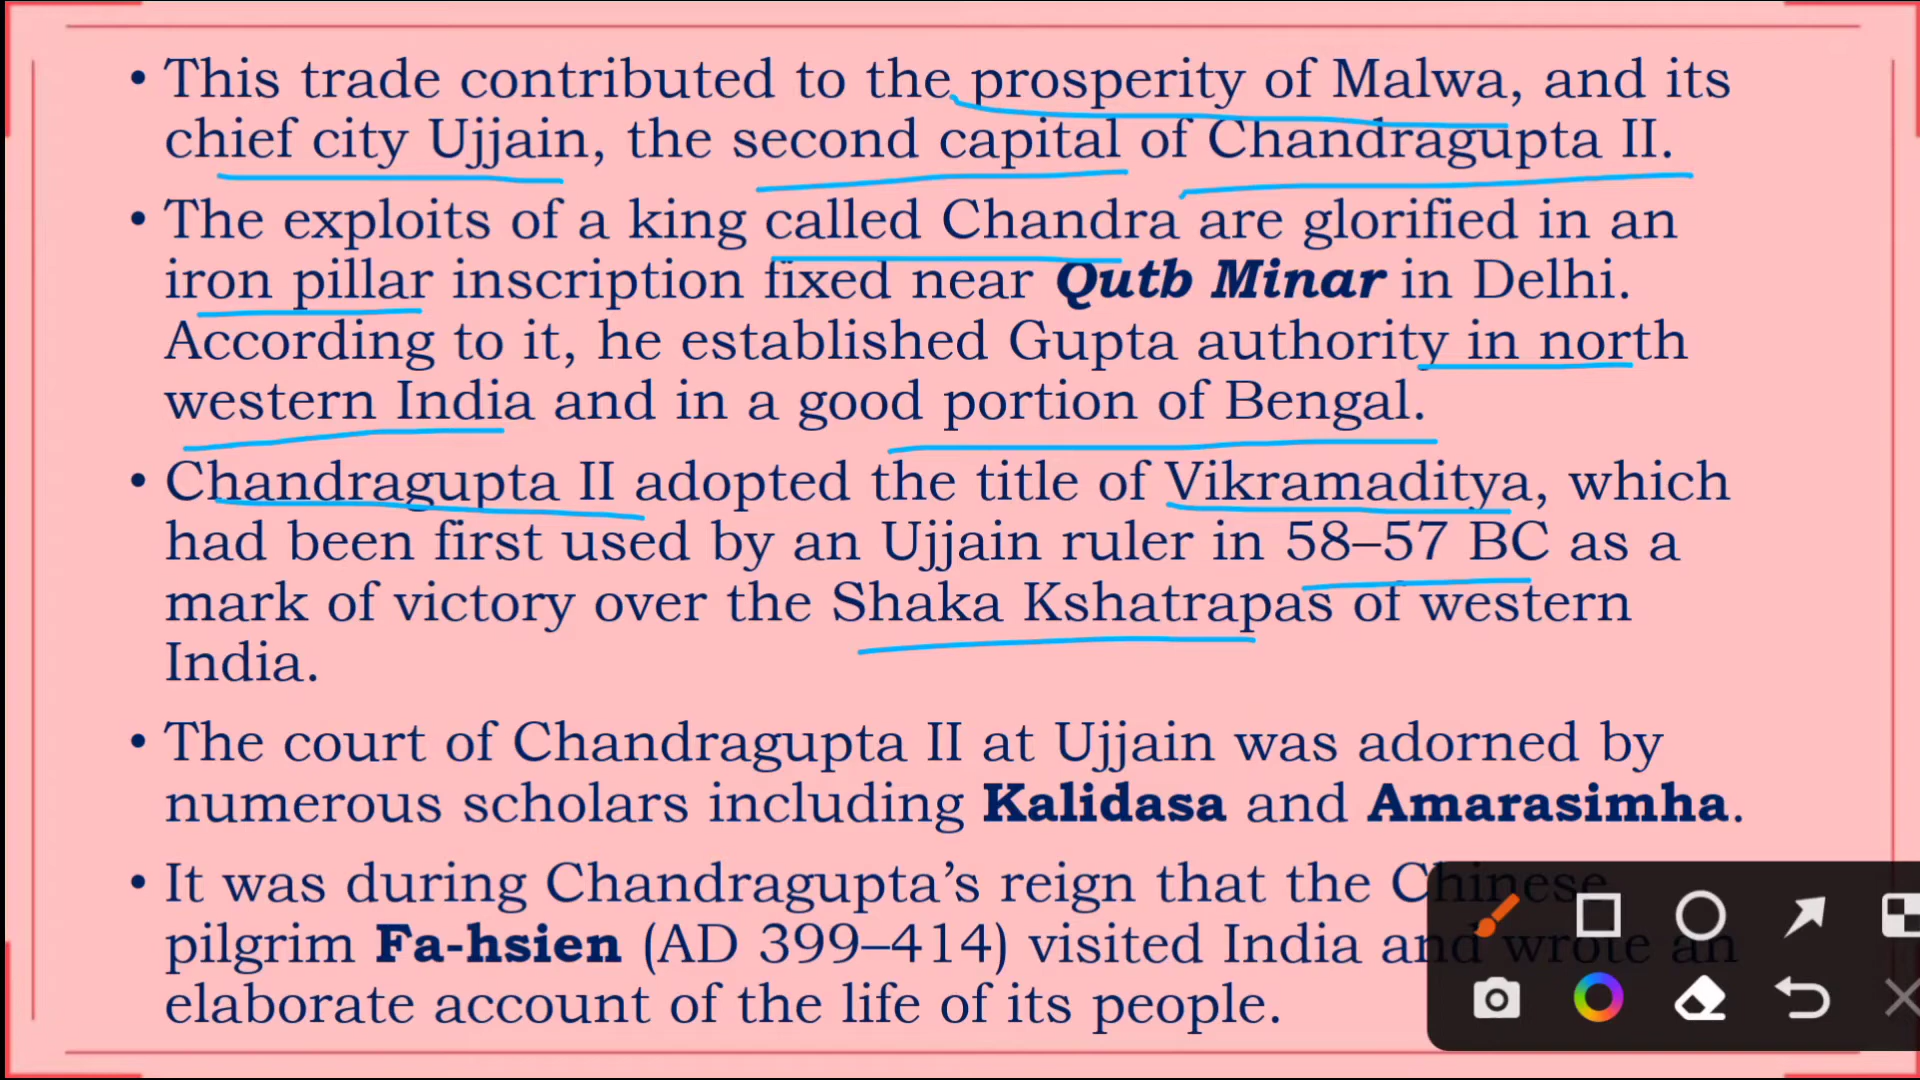 • This trade contributed to the prosperity of Malwa, and its
chief city Ujjain, the second capital of Chandragupta II.
• The exploits of a king called Chandra are glorified in an
iron pillar inscription fixed near Qutb Minar in Delhi.
According to it, he established Gupta authority in north
western India and in a good portion of Bengal.
• Chandragupta II adopted the title of Vikramaditya, which
had been first used by an Ujjain ruler in 58–57 BC as a
mark of victory over the Shaka Kshatrapas of western
India.
• The court of Chandragupta II at Ujjain was adorned by
numerous scholars including Kalidasa and Amarasimha.
• It was during Chandragupta’s reign that the Chinese
pilgrim Fa-hsien (AD 399–414) visited India and wrote an
elaborate account of the life of its people.